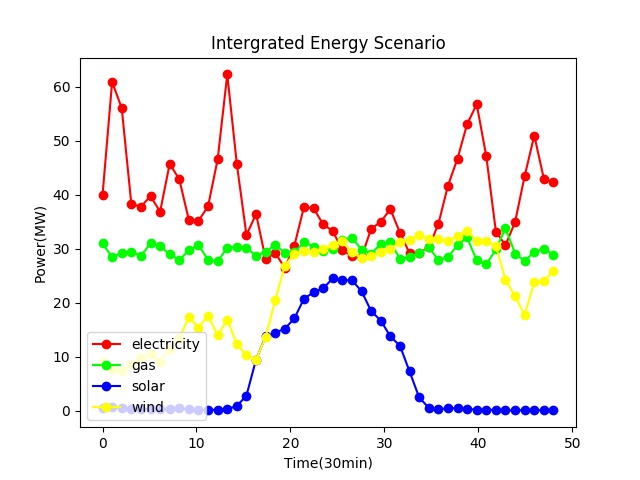 Intergrated Energy Scenario
Power(MW)
60
50
40
30
20
10
0
electricity
gas
solar
wind
0 10 20 30 40 50
Time(30min)